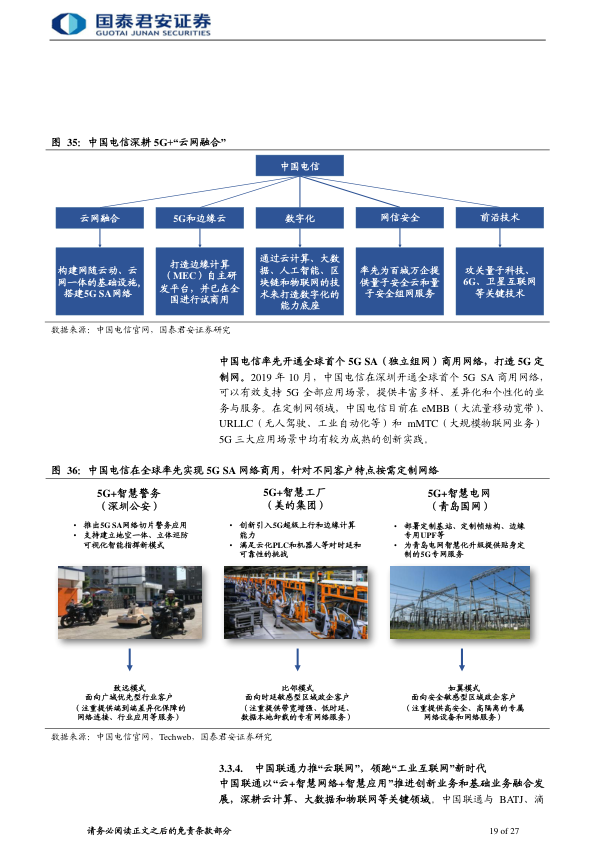 国泰君安证券
GUOTAI JUNAN SECURITIES
图 35：中国电信深耕 5G+“云网融合”
中国电信
云网融合
5G和边缘云
数字化
网信安全
前沿技术
构建网随云动、云
网一体的基础设施,
搭建5G SA网络
打造边缘计算
（MEC）自主研
发平台，并已在全
国进行试商用
通过云计算、大数
据、人工智能、区
块链和物联网的技
术来打造数字化的
能力底座
率先为百城万企提
供量子安全云和量
子安全组网服务
攻关量子科技、
6G、卫星互联网
等关键技术
数据来源：中国电信官网，国泰君安证券研究
中国电信率先开通全球首个 5G SA（独立组网）商用网络，打造 5G 定
制网。2019 年 10 月，中国电信在深圳开通全球首个 5G SA 商用网络，
可以有效支持 5G 全部应用场景，提供丰富多样、差异化和个性化的业
务与服务。在定制网领域，中国电信目前在 eMBB（大流量移动宽带）、
URLLC（无人驾驶、工业自动化等）和 mMTC（大规模物联网业务）
5G 三大应用场景中均有较为成熟的创新实践。
图 36：中国电信在全球率先实现 5G SA 网络商用，针对不同客户特点按需定制网络
5G+智慧警务
（深圳公安）
• 推出5G SA网络切片警务应用
• 支持建立地空一体、立体巡防
可视化智能指挥新模式
致远模式
面向广域优先型行业客户
（注重提供端到端差异化保障的
网络连接、行业应用等服务）
5G+智慧工厂
（美的集团）
• 创新引入5G超级上行和边缘计算
能力
• 满足云化PLC和机器人等对时延和
可靠性的挑战
比邻模式
面向时延敏感型区域政企客户
（注重提供带宽增强、低时延、
数据本地卸载的专有网络服务）
5G+智慧电网
（青岛国网）
• 部署定制基站、定制帧结构、边缘
专用UPF等
• 为青岛电网智慧化升级提供贴身定
制的5G专网服务
如翼模式
面向安全敏感型区域政企客户
（注重提供高安全、高隔离的专属
网络设备和网络服务）
数据来源：中国电信官网，Techweb，国泰君安证券研究
3.3.4. 中国联通力推“云联网”，领跑“工业互联网”新时代
中国联通以“云+智慧网络+智慧应用”推进创新业务和基础业务融合发
展，深耕云计算、大数据和物联网等关键领域。中国联通与 BATJ、滴
请务必阅读正文之后的免责条款部分
19 of 27